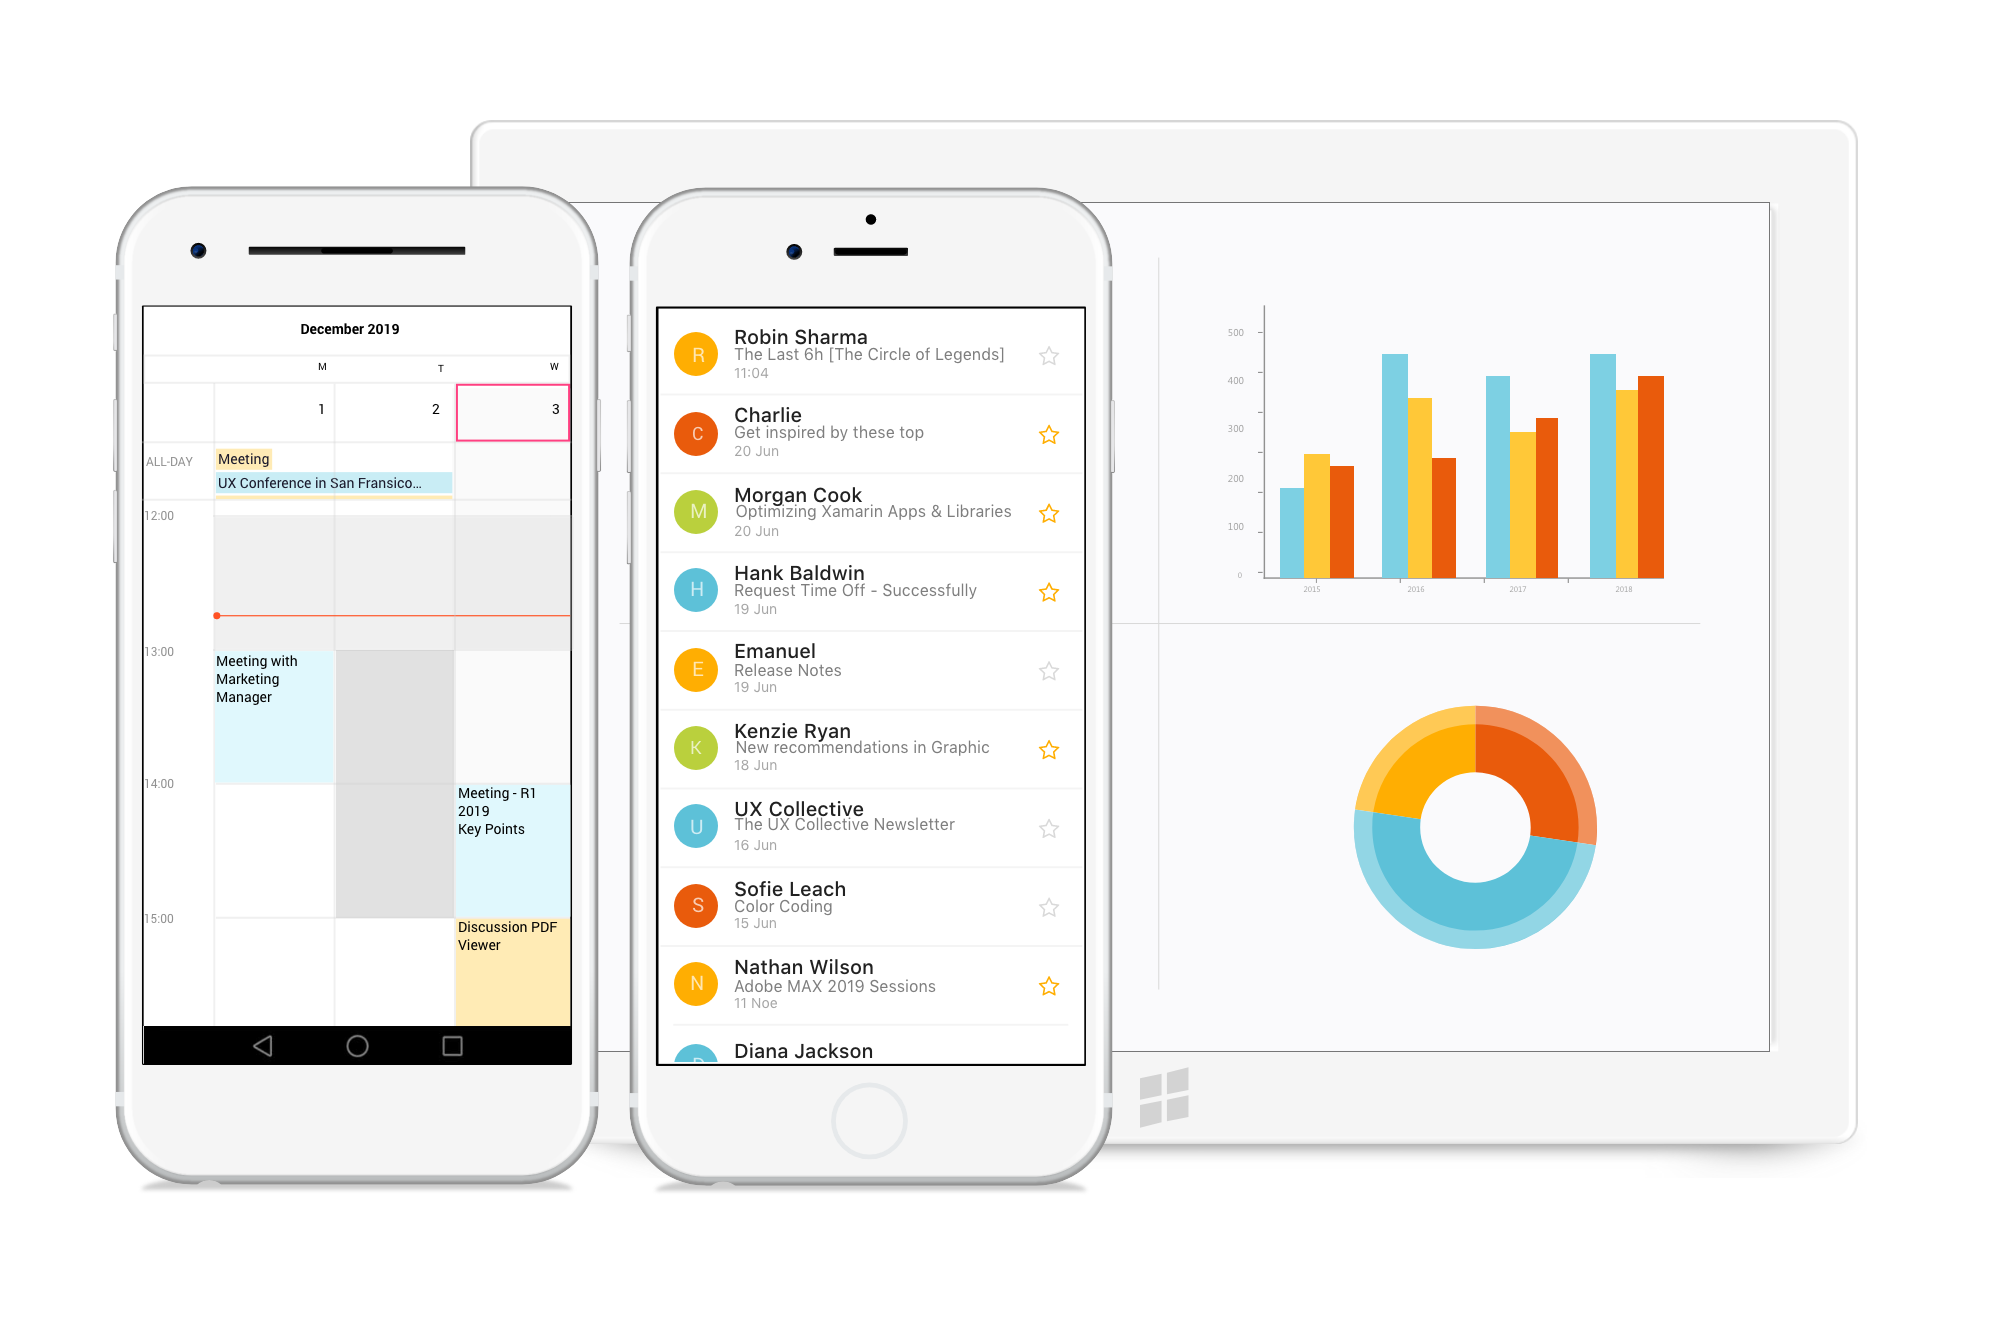 December 2019
M
T
W
1
2
3
ALL-DAY
Meeting
UX Conference in San Fransico...
12:00
13:00
Meeting with
Marketing
Manager
14:00
Meeting - R1
2019
Key Points
15:00
Discussion PDF
Viewer
R
Robin Sharma
The Last 6h [The Circle of Legends]
11:04
C
Charlie
Get inspired by these top
20 Jun
M
Morgan Cook
Optimizing Xamarin Apps & Libraries
20 Jun
H
Hank Baldwin
Request Time Off - Successfully
19 Jun
E
Emanuel
Release Notes
19 Jun
K
Kenzie Ryan
New recommendations in Graphic
18 Jun
U
UX Collective
The UX Collective Newsletter
16 Jun
S
Sofie Leach
Color Coding
15 Jun
N
Nathan Wilson
Adobe MAX 2019 Sessions
11 Noe
D
Diana Jackson
500
400
300
200
100
0
2015
2016
2017
2018